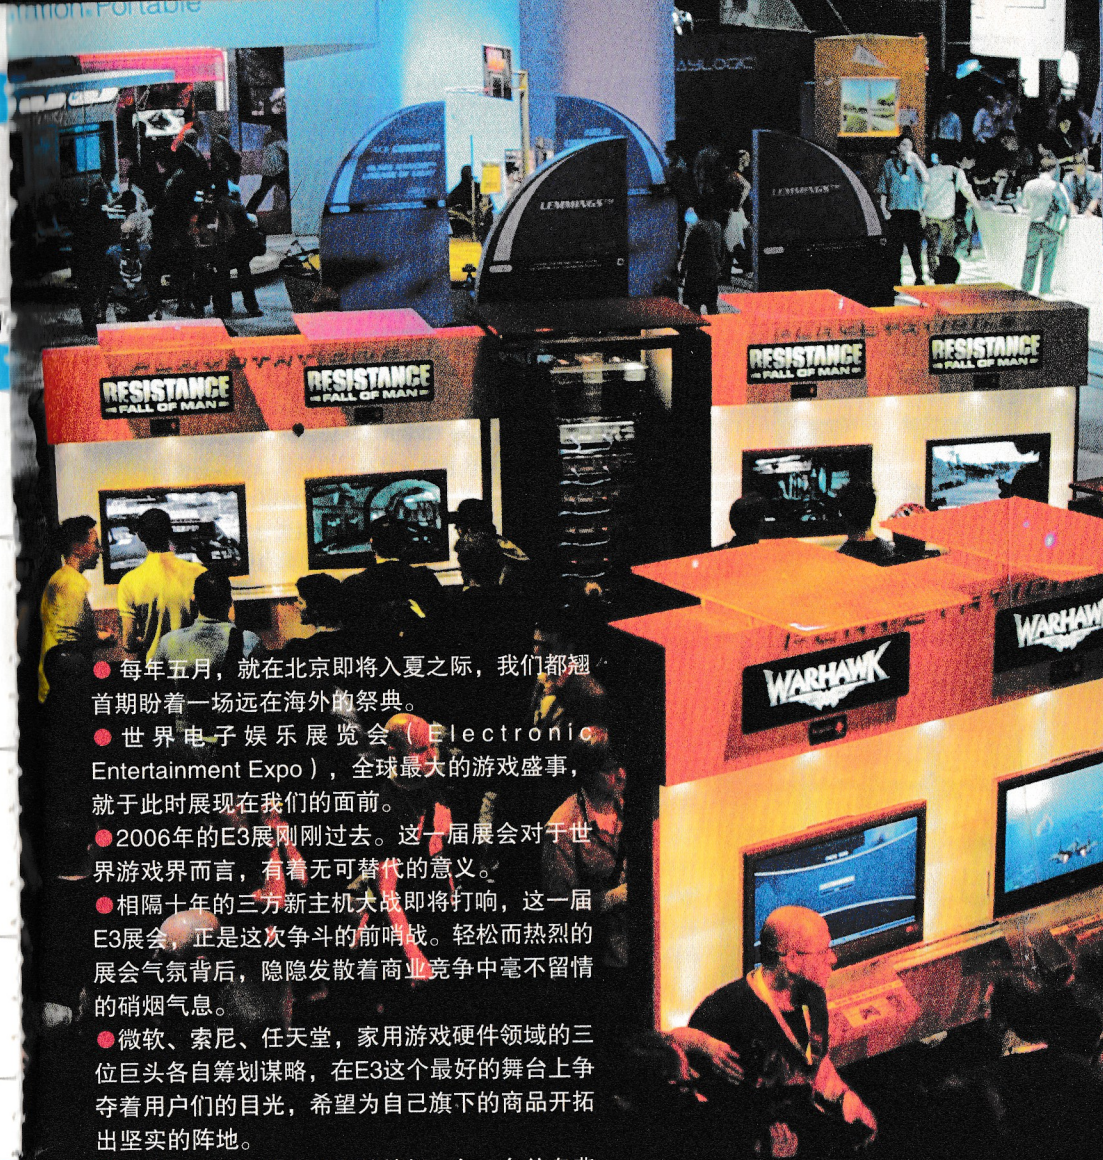 Portable
LEMMINGS™
LEMMINGS™
RESISTANCE
FALL OF MAN
RESISTANCE
FALL OF MAN
RESISTANCE
FALL OF MAN
RESISTANCE
FALL OF MAN
WARHAWK
WARHAWK
● 每年五月，就在北京即将入夏之际，我们都翘
首期盼着一场远在海外的祭典。
● 世界电子娱乐展览会（Electronic
Entertainment Expo），全球最大的游戏盛事，
就于此时展现在我们的面前。
●2006年的E3展刚刚过去。这一届展会对于世
界游戏界而言，有着无可替代的意义。
●相隔十年的三方新主机大战即将打响，这一届
E3展会，正是这次争斗的前哨战。轻松而热烈的
展会气氛背后，隐隐发散着商业竞争中毫不留情
的硝烟气息。
●微软、索尼、任天堂，家用游戏硬件领域的三
位巨头各自筹划谋略，在E3这个最好的舞台上争
夺着用户们的目光，希望为自己旗下的商品开拓
出坚实的阵地。